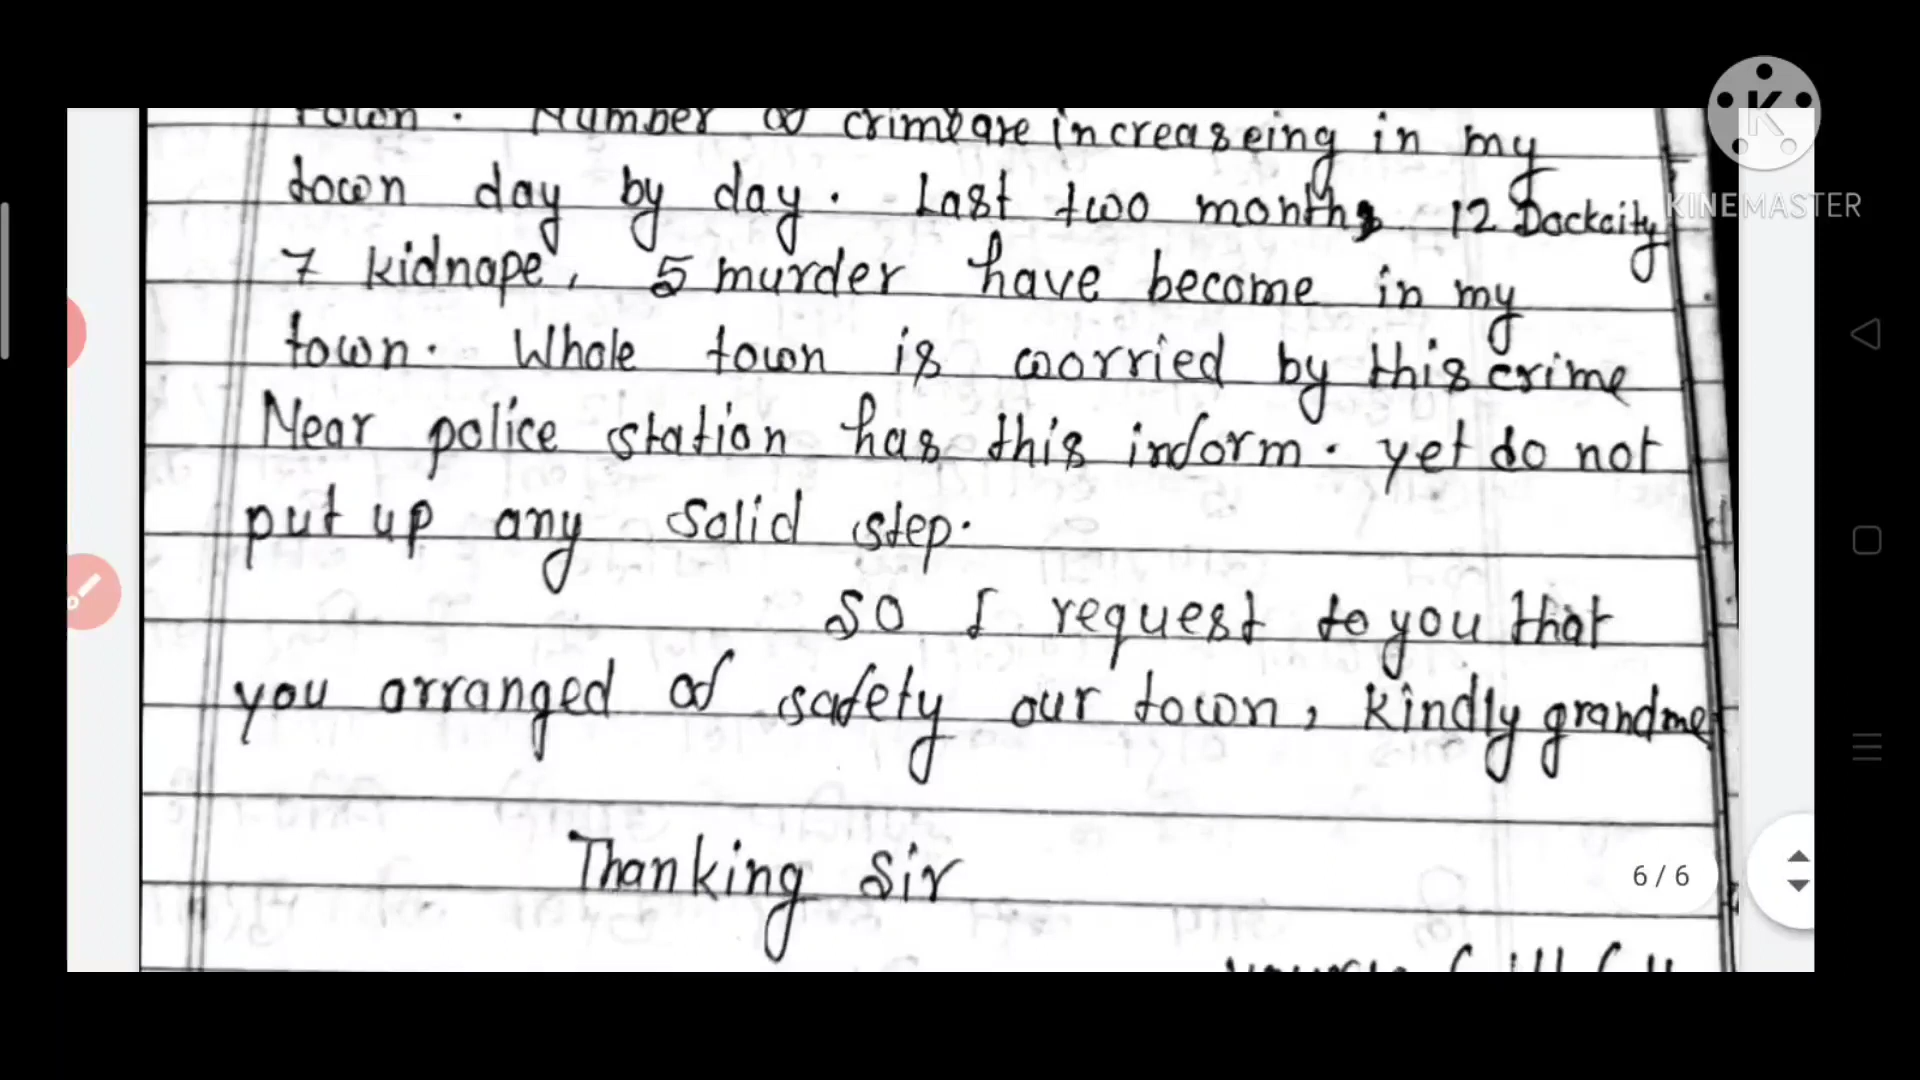 town. Number of crime are increaseing in my
K
KINEMASTER
town day by day. Last two months 12 Dackaity
7 kidnape, 5 murder have become in my
town. Whole town is worried by this crime
Near police station has this inform. yet do not
put up any solid step.
So I request to you that
you arranged of safety our town, Kindly grandme
Thanking Sir
6/6